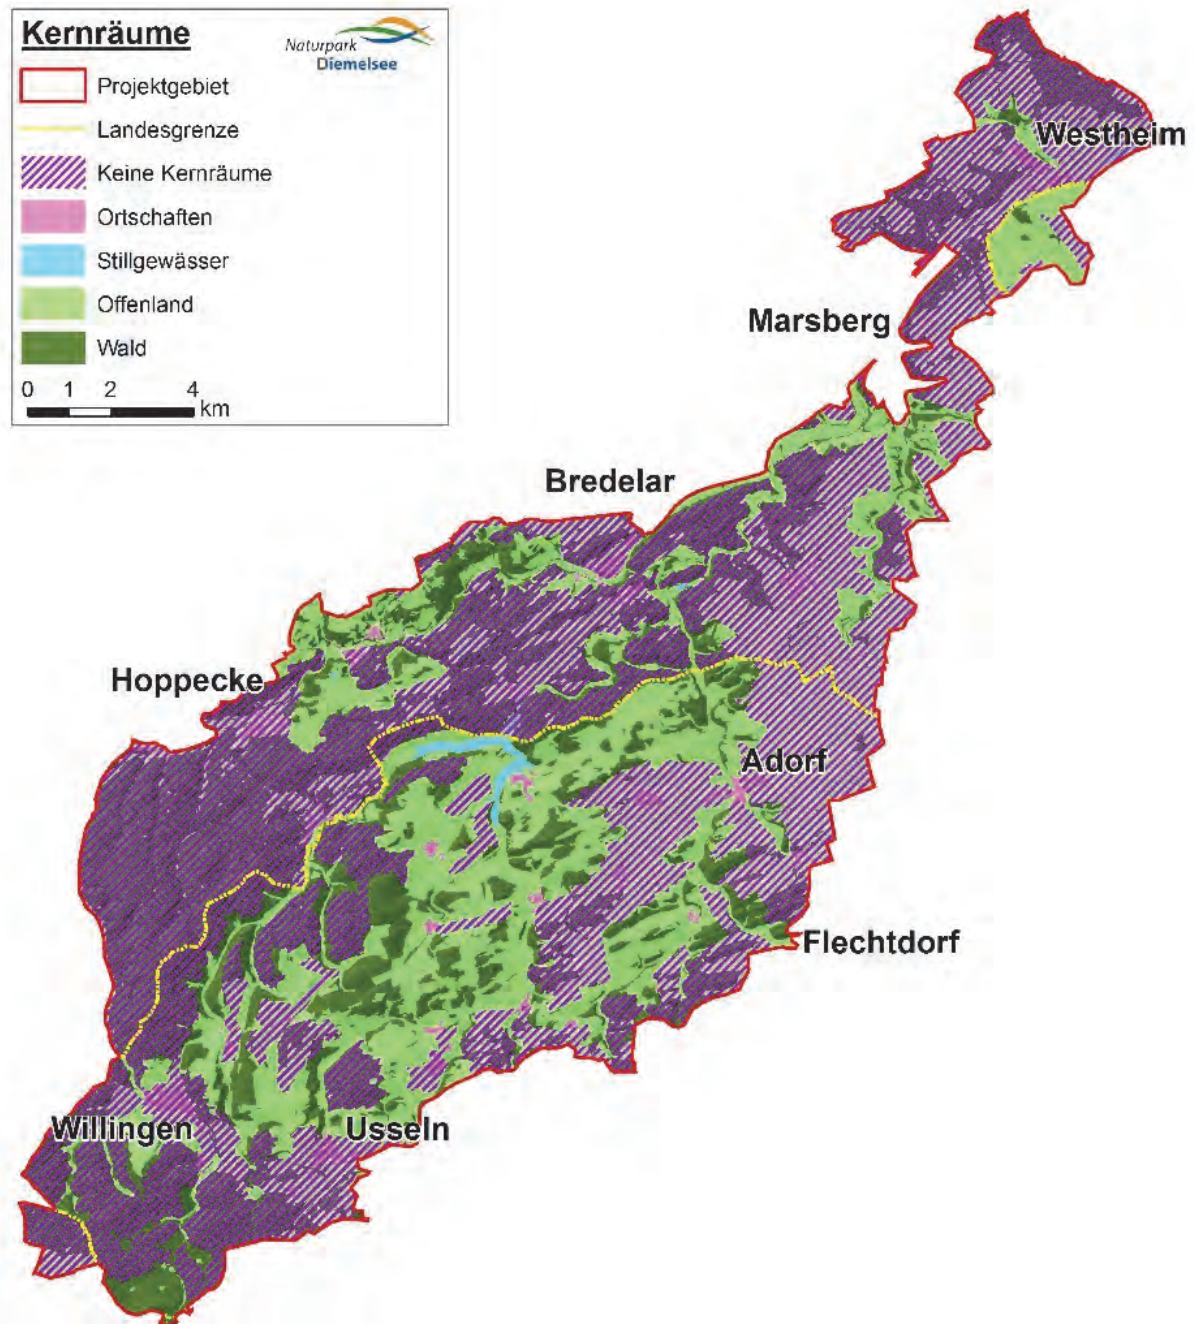 Kernräume
Naturpark
Diemelsee
Projektgebiet
Landesgrenze
Keine Kernräume
Ortschaften
Stillgewässer
Offenland
Wald
0 1 2 4
km
Westheim
Marsberg
Bredelar
Hoppecke
Adorf
Flechtdorf
Willingen
Usseln